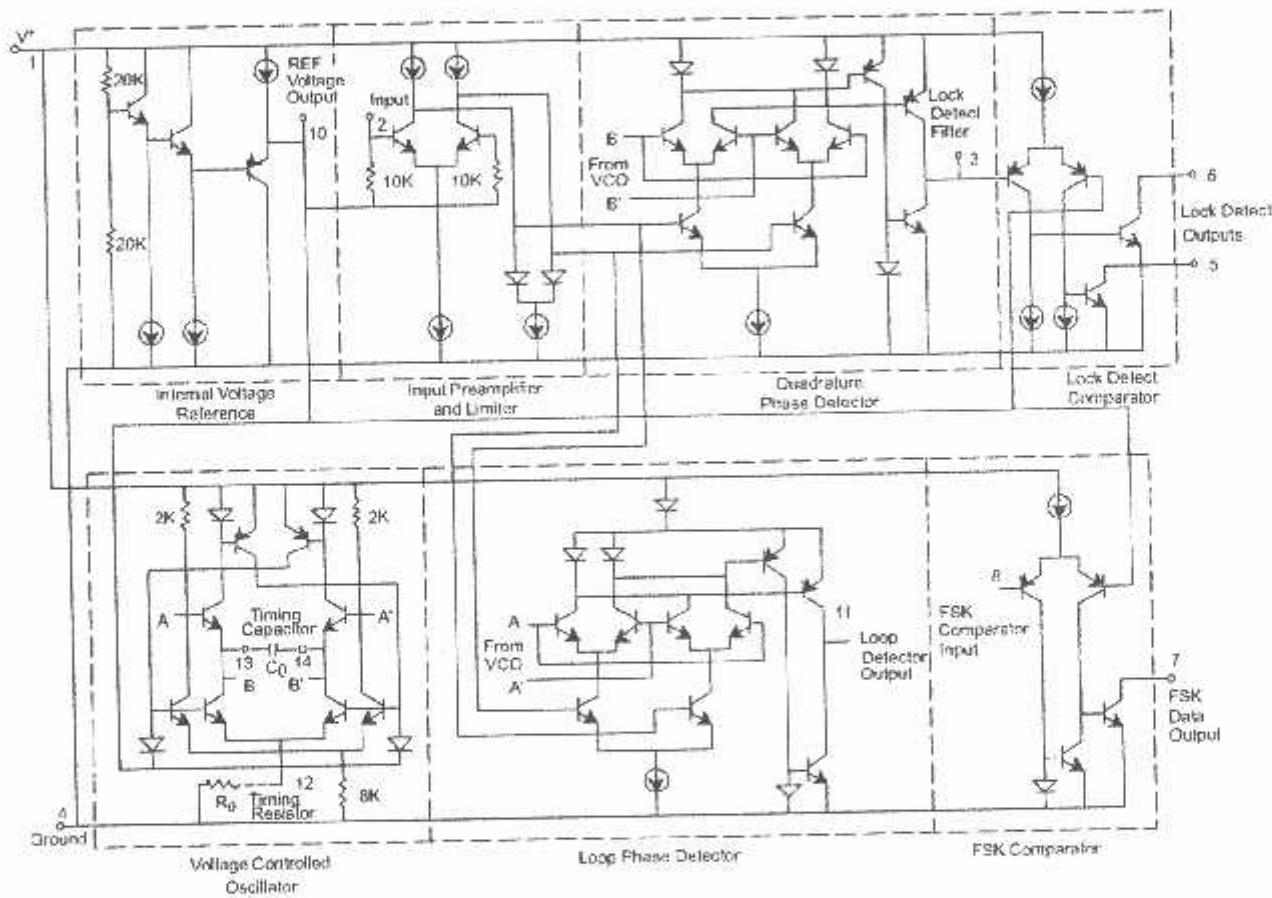 V+
1
20K
20K
REF
Voltage
Output
10
Input
2
10K
10K
B
From
VCO
B'
Lock
Detect
Filter
3
6
Lock Detect
Outputs
5
Internal Voltage
Reference
Input Preamplifier
and Limiter
Quadrature
Phase Detector
Lock Detect
Comparator
2K
2K
A
Timing
Capacitor
A'
13
C0
14
B
B'
R0
12
Timing
Resistor
8K
4
Ground
A
From
VCO
A'
11
Loop
Detector
Output
8
FSK
Comparator
Input
7
FSK
Data
Output
Voltage Controlled
Oscillator
Loop Phase Detector
FSK Comparator